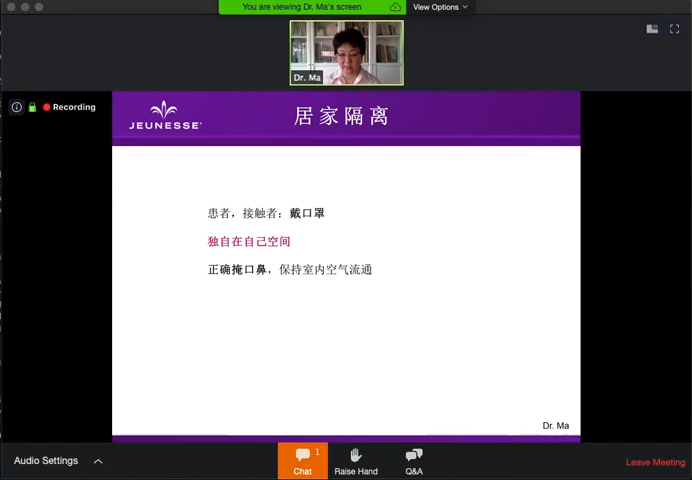 You are viewing Dr. Ma's screen
View Options
Dr. Ma
Recording
JEUNESSE
居家隔离
患者，接触者：戴口罩
独自在自己空间
正确掩口鼻，保持室内空气流通
Dr. Ma
Audio Settings
1
Chat
Raise Hand
Q&A
Leave Meeting